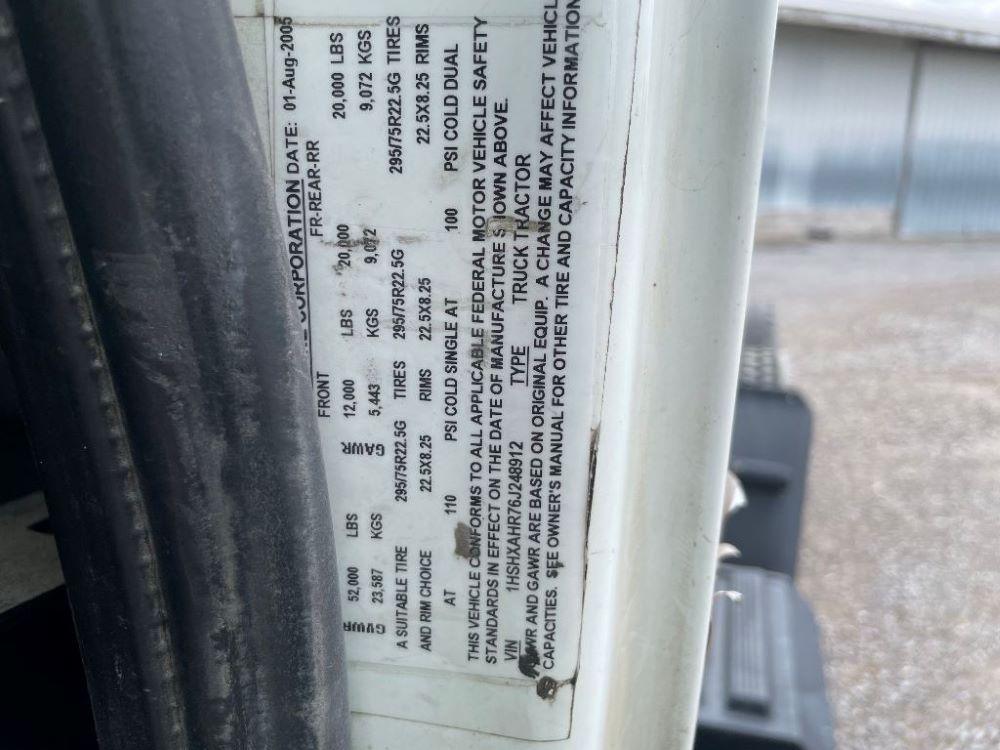 CORPORATION DATE: 01-Aug-2005
FRONT FR-REAR-RR
GVWR 52,000 LBS GAWR 12,000 LBS 20,000 20,000 LBS
23,587 KGS 5,443 KGS 9,072 9,072 KGS
A SUITABLE TIRE 295/75R22.5G TIRES 295/75R22.5G 295/75R22.5G TIRES
AND RIM CHOICE 22.5X8.25 RIMS 22.5X8.25 22.5X8.25 RIMS
AT 110 PSI COLD SINGLE AT 100 PSI COLD DUAL
THIS VEHICLE CONFORMS TO ALL APPLICABLE FEDERAL MOTOR VEHICLE SAFETY
STANDARDS IN EFFECT ON THE DATE OF MANUFACTURE SHOWN ABOVE.
VIN 1HSHXAHR76J248912 TYPE TRUCK TRACTOR
GVWR AND GAWR ARE BASED ON ORIGINAL EQUIP. A CHANGE MAY AFFECT VEHICL
CAPACITIES. SEE OWNER'S MANUAL FOR OTHER TIRE AND CAPACITY INFORMATION